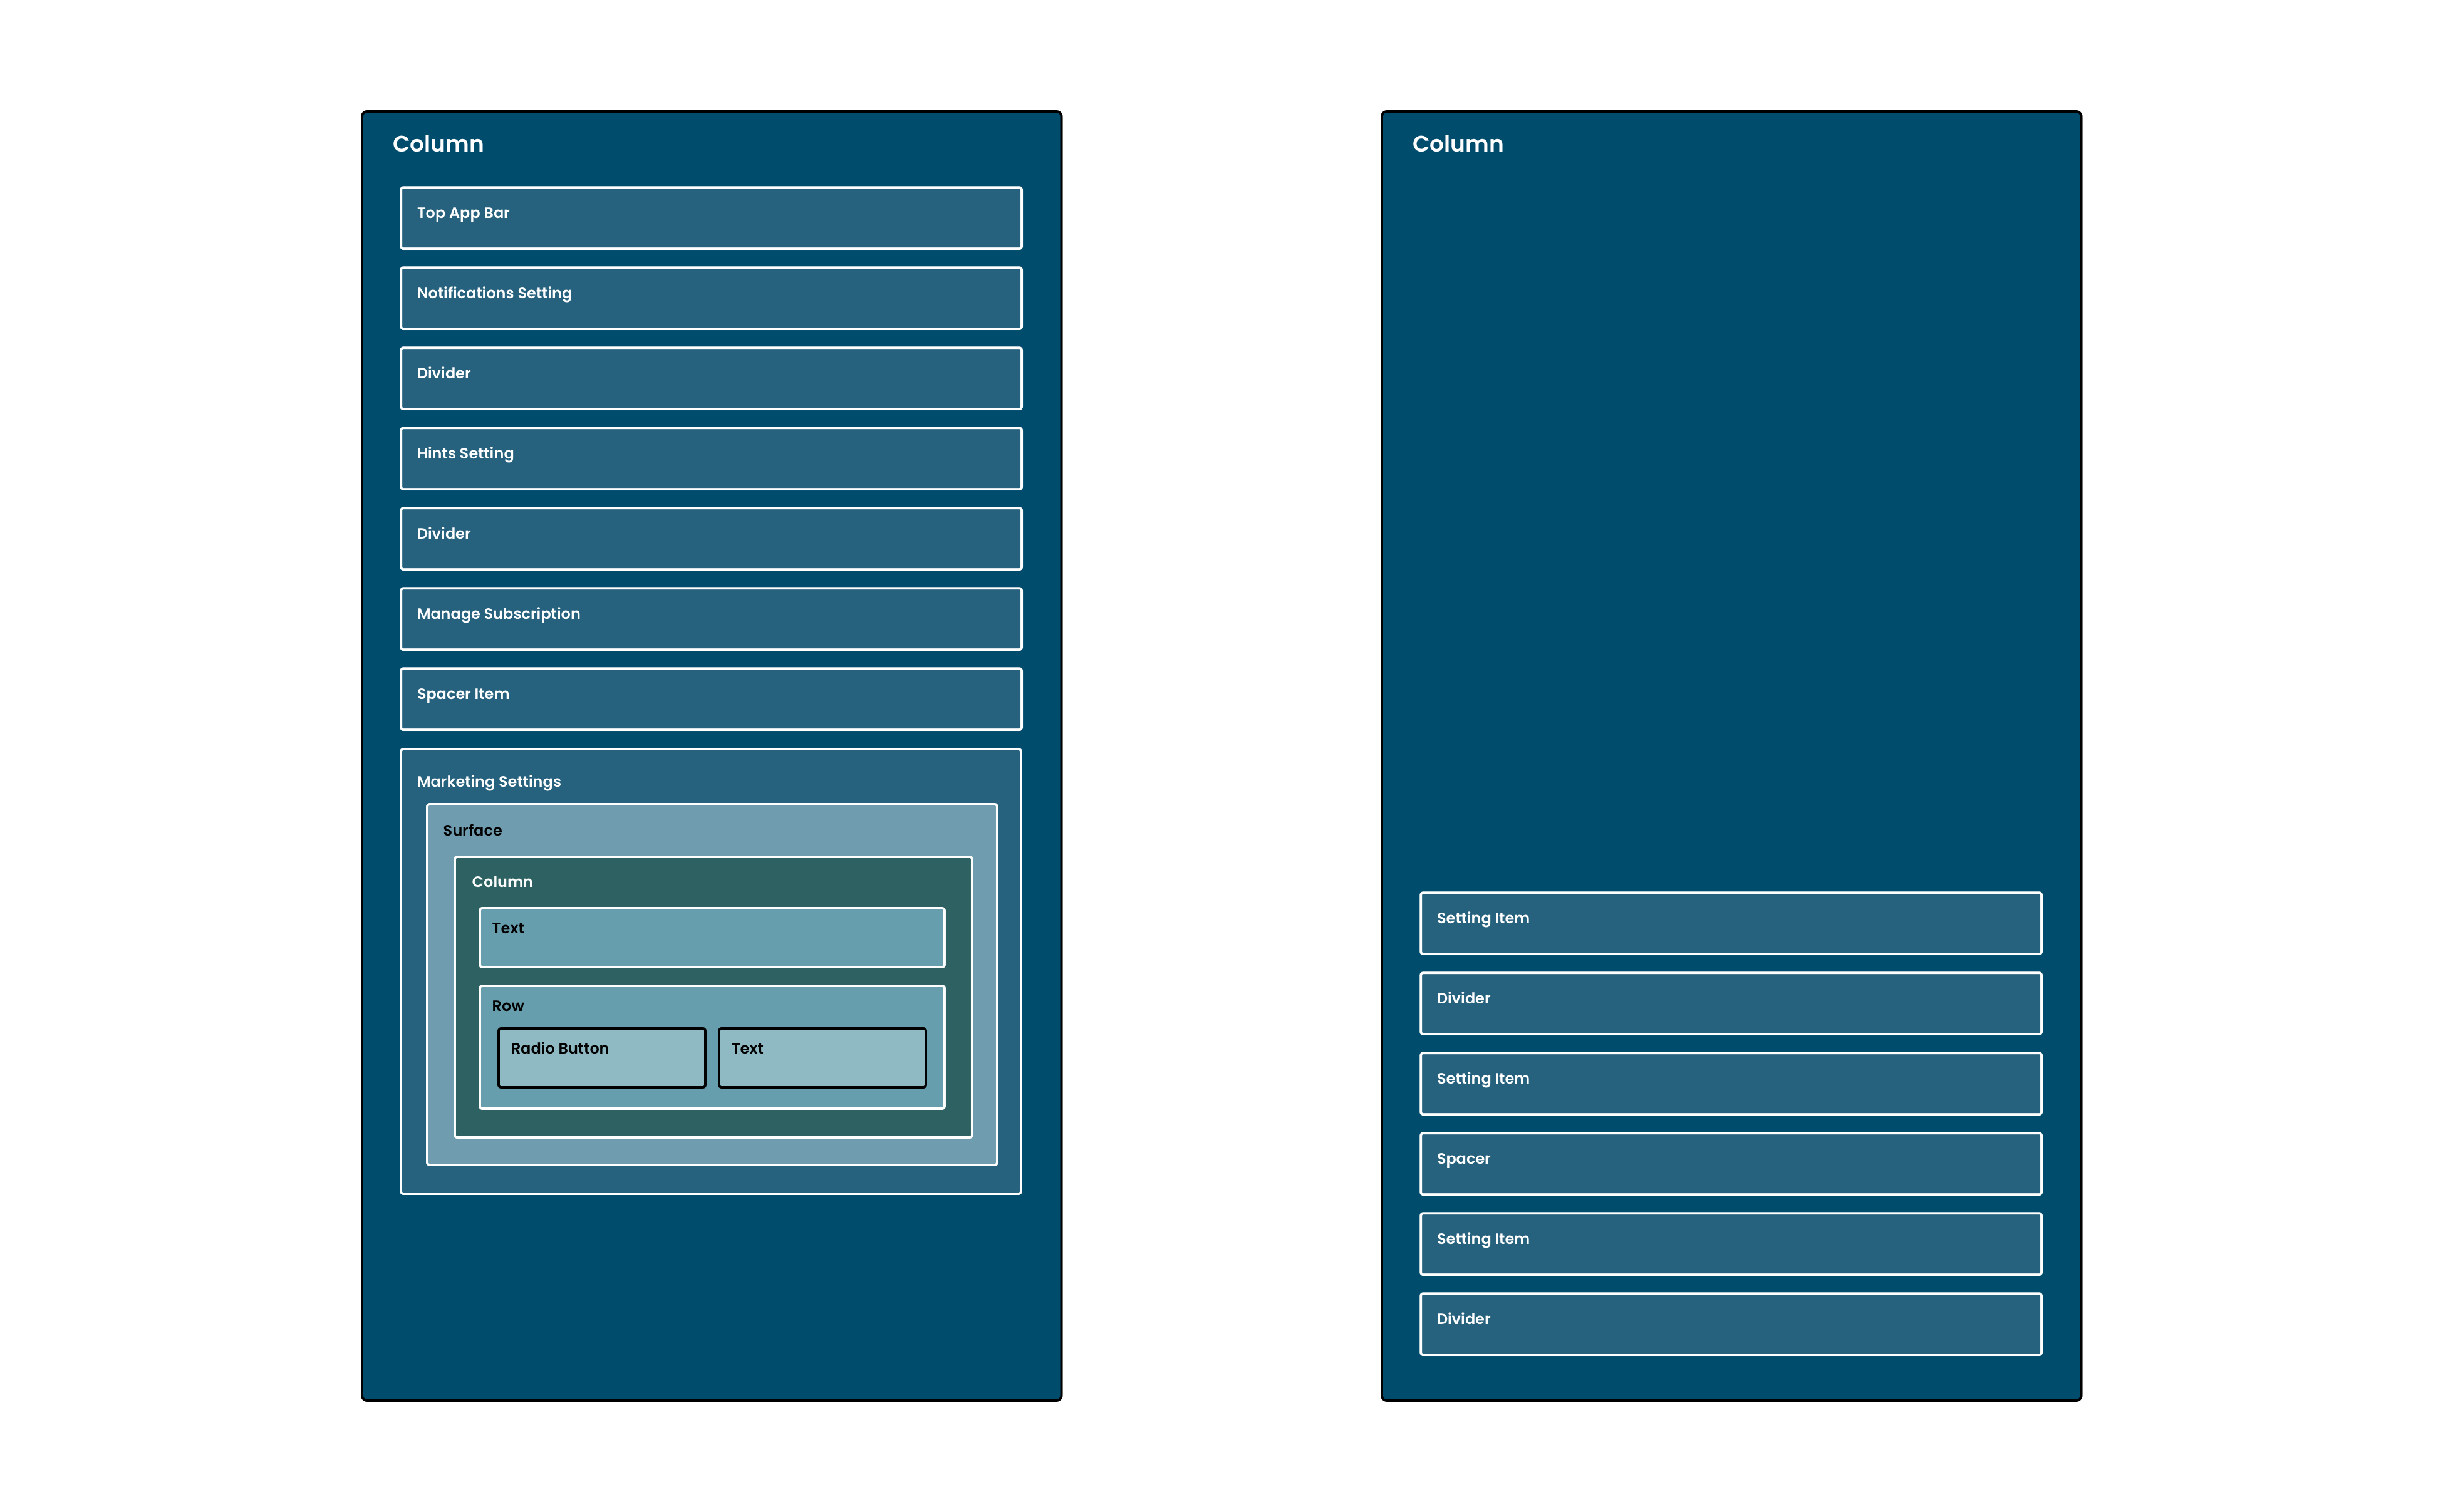 Column
Top App Bar
Notifications Setting
Divider
Hints Setting
Divider
Manage Subscription
Spacer Item
Marketing Settings
Surface
Column
Text
Row
Radio Button
Text
Column
Setting Item
Divider
Setting Item
Spacer
Setting Item
Divider